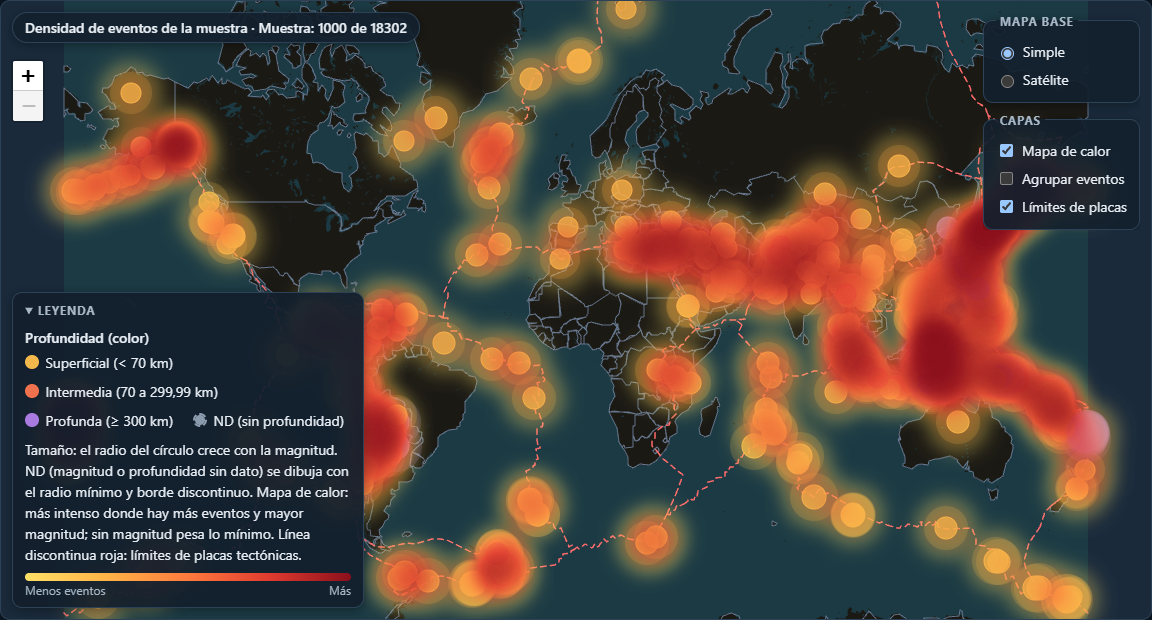 Densidad de eventos de la muestra · Muestra: 1000 de 18302
+
−
MAPA BASE
Simple
Satélite
CAPAS
Mapa de calor
Agrupar eventos
Límites de placas
▼ LEYENDA
Profundidad (color)
Superficial (< 70 km)
Intermedia (70 a 299,99 km)
Profunda (≥ 300 km) ND (sin profundidad)
Tamaño: el radio del círculo crece con la magnitud.
ND (magnitud o profundidad sin dato) se dibuja con
el radio mínimo y borde discontinuo. Mapa de calor:
más intenso donde hay más eventos y mayor
magnitud; sin magnitud pesa lo mínimo. Línea
discontinua roja: límites de placas tectónicas.
Menos eventos Más